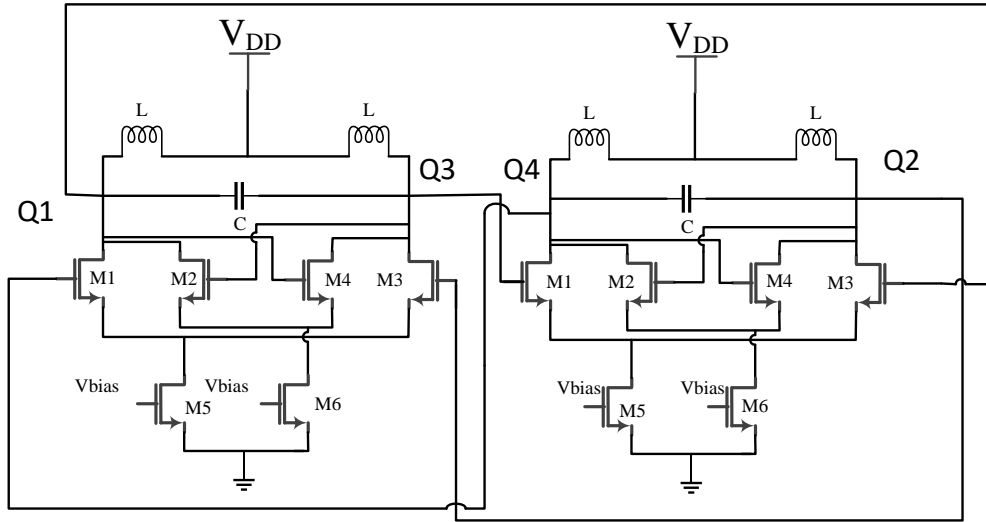 V_DD V_DD
L L L L
Q3 Q4 Q2
Q1
C C
M1 M2 M4 M3 M1 M2 M4 M3
Vbias Vbias Vbias Vbias
M5 M6 M5 M6